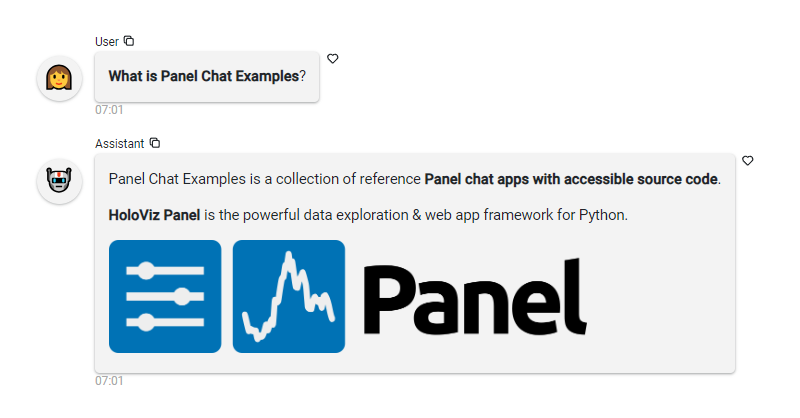 User
What is Panel Chat Examples?
07:01
Assistant
Panel Chat Examples is a collection of reference Panel chat apps with accessible source code.
HoloViz Panel is the powerful data exploration & web app framework for Python.
Panel
07:01